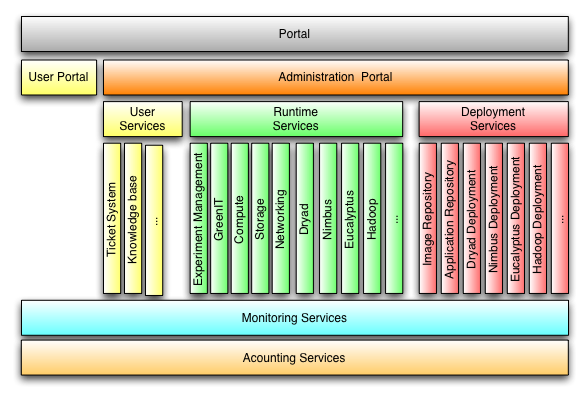 Portal
User Portal
Administration Portal
User
Services
Runtime
Services
Deployment
Services
Ticket System
Knowledge base
...
Experiment Management
GreenIT
Compute
Storage
Networking
Dryad
Nimbus
Eucalyptus
Hadoop
...
Image Repository
Application Repository
Dryad Deployment
Nimbus Deployment
Eucalyptus Deployment
Hadoop Deployment
...
Monitoring Services
Acounting Services